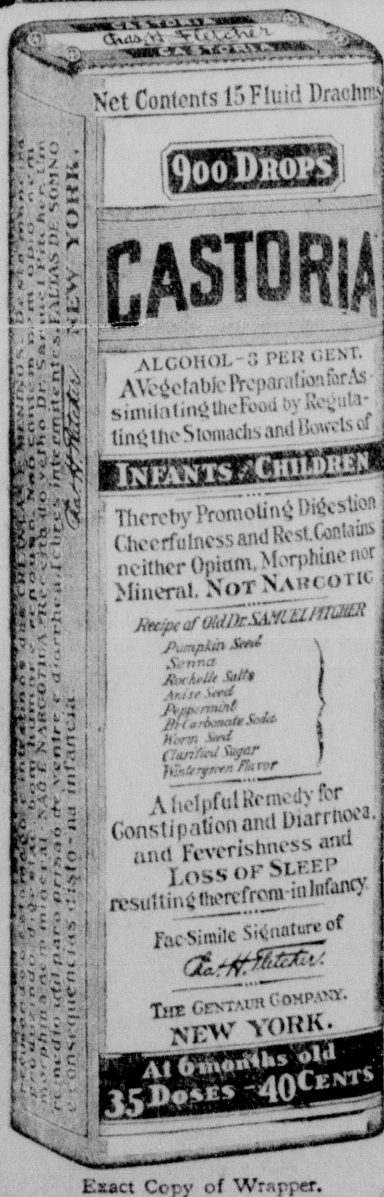 CASTORIA
Chas. H. Fletcher
CASTORIA
Net Contents 15 Fluid Drachms
900 DROPS
CASTORIA
ALCOHOL-3 PER CENT.
A Vegetable Preparation for As-
similating the Food by Regula-
ting the Stomachs and Bowels of
INFANTS & CHILDREN
Thereby Promoting Digestion
Cheerfulness and Rest. Contains
neither Opium, Morphine nor
Mineral. NOT NARCOTIC
Recipe of Old Dr. SAMUEL PITCHER
Pumpkin Seed
Senna
Rochelle Salts
Anise Seed
Peppermint
Bi-Carbonate Soda
Worm Seed
Clarified Sugar
Wintergreen Flavor
A helpful Remedy for
Constipation and Diarrhoea,
and Feverishness and
LOSS OF SLEEP
resulting therefrom-in Infancy.
Fac-Simile Signature of
Chas. H. Fletcher.
THE CENTAUR COMPANY.
NEW YORK.
At 6 months old
35 DOSES - 40 CENTS
e consequencias disto-na infancia. Chas. H. Fletcher NEW YORK.
Exact Copy of Wrapper.